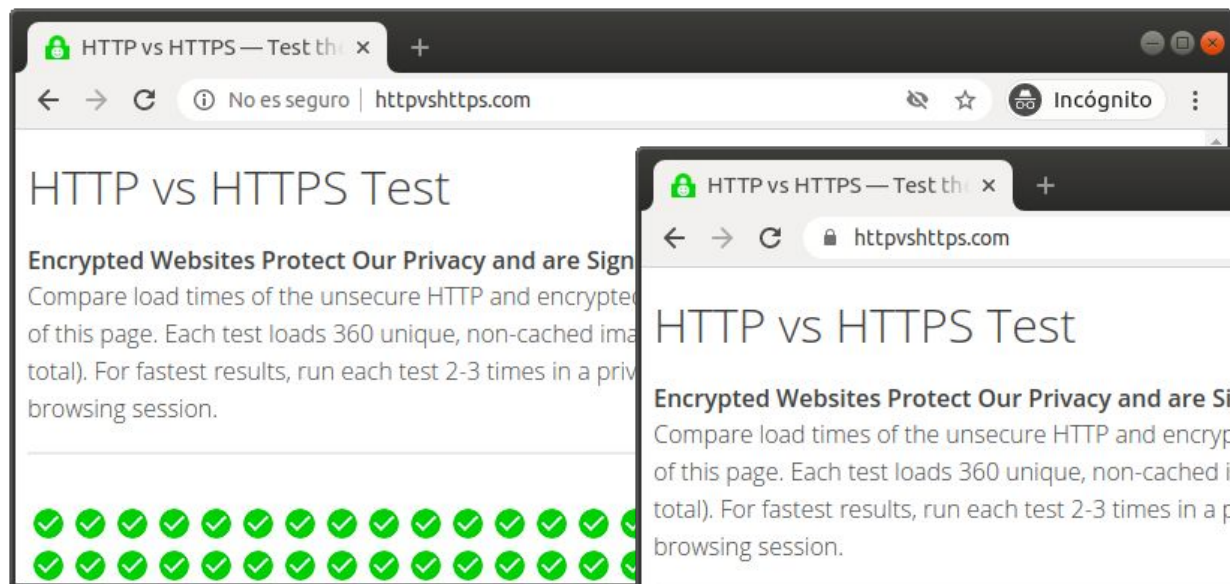 HTTP vs HTTPS — Test the
No es seguro | httpvshttps.com
Incógnito
HTTP vs HTTPS Test
Encrypted Websites Protect Our Privacy and are Sign
Compare load times of the unsecure HTTP and encrypted
of this page. Each test loads 360 unique, non-cached ima
total). For fastest results, run each test 2-3 times in a priv
browsing session.
HTTP vs HTTPS — Test the
httpvshttps.com
HTTP vs HTTPS Test
Encrypted Websites Protect Our Privacy and are Si
Compare load times of the unsecure HTTP and encryp
of this page. Each test loads 360 unique, non-cached i
total). For fastest results, run each test 2-3 times in a p
browsing session.